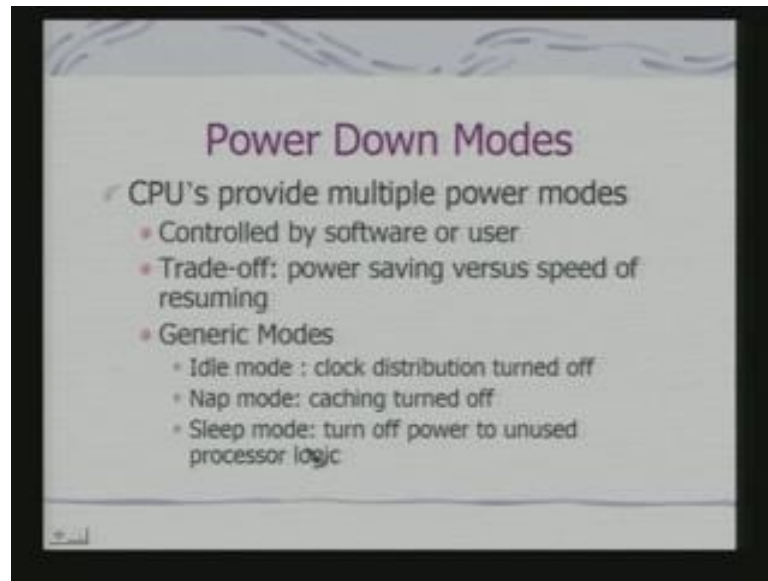 Power Down Modes
CPU's provide multiple power modes
Controlled by software or user
Trade-off: power saving versus speed of
resuming
Generic Modes
Idle mode : clock distribution turned off
Nap mode: caching turned off
Sleep mode: turn off power to unused
processor logic